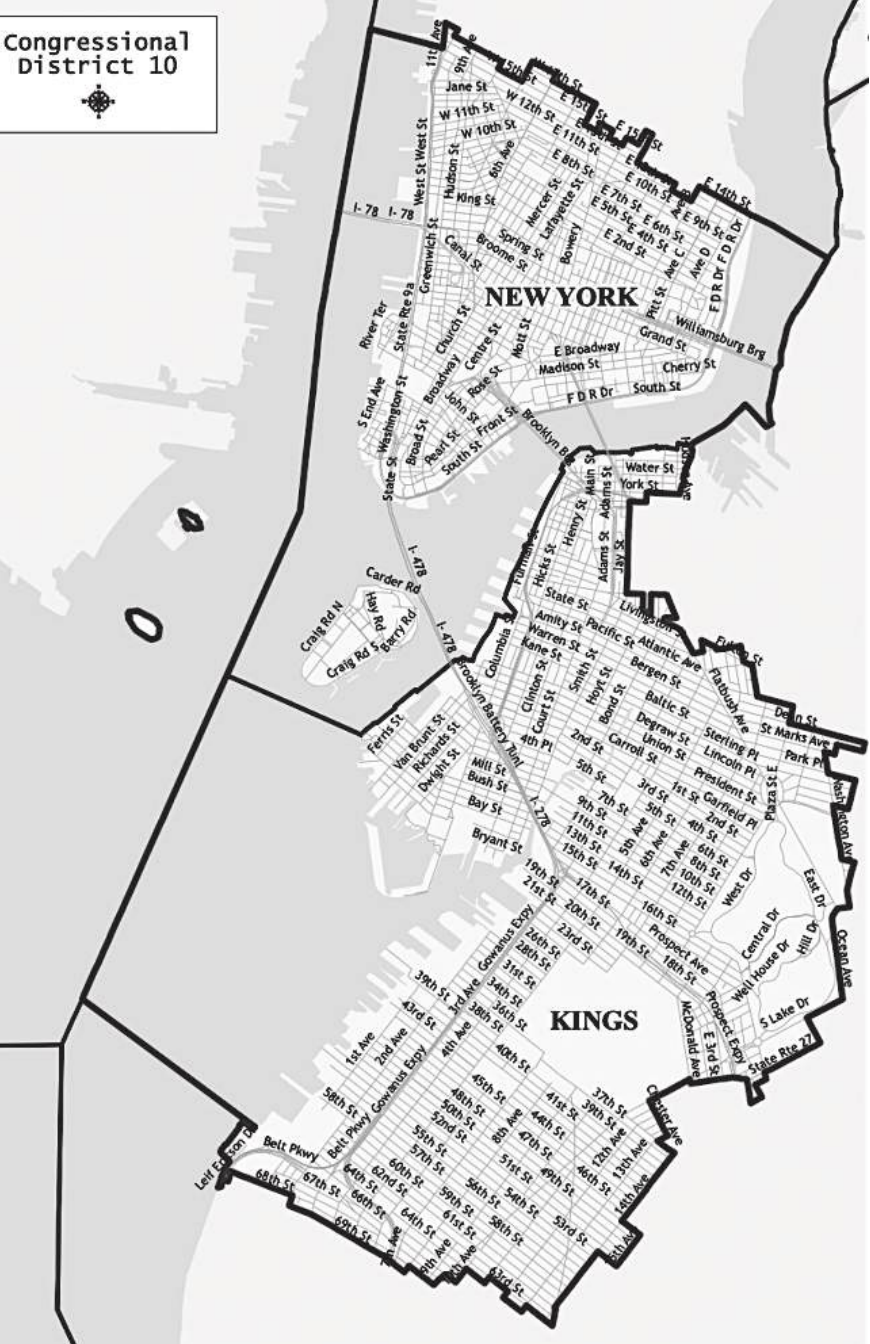 Congressional
District 10
11th Ave
9th Ave
W 15th St
Jane St
W 12th St
E 15th St
E 15th St
W 11th St
E 11th St
W 10th St
West St
West St
Hudson St
6th Ave
E 8th St
E 10th St
E 14th St
King St
Mercer St
Lafayette St
E 7th St
E 9th St
E 5th St
E 6th St
E 4th St
E 2nd St
I- 78
I- 78
Greenwich St
Canal St
Spring St
Broome St
Bowery
Ave C
Ave D
F D R Dr
F D R Dr
NEW YORK
Pitt St
State Rte 9a
River Ter
Church St
Centre St
Mott St
Grand St
Williamsburg Brg
E Broadway
Madison St
Cherry St
Broadway
Rose St
F D R Dr
South St
S End Ave
Washington St
John St
Front St
Broad St
Pearl St
South St
State St
Main St
Adams St
Water St
York St
Henry St
Furman St
Hicks St
Adams St
Jay St
I- 478
Carder Rd
Hay Rd
Craig Rd N
Barry Rd
Craig Rd S
I- 478
State St
Columbia St
Amity St
Warren St
Kane St
Pacific St
Atlantic Ave
Fulton St
Bergen St
Smith St
Hoyt St
Clinton St
Court St
Bond St
Baltic St
Flatbush Ave
Dean St
St Marks Ave
Park Pl
Brooklyn Battery Tunl
Ferris St
Van Brunt St
Richards St
Dwight St
4th Pl
2nd St
Degraw St
Union St
Carroll St
Sterling Pl
Lincoln Pl
President St
Garfield Pl
Plaza St E
Washington Ave
Mill St
Bush St
Bay St
Bryant St
I- 278
5th St
3rd St
1st St
2nd St
7th St
5th St
4th St
9th St
11th St
13th St
15th St
5th Ave
6th Ave
7th Ave
6th St
8th St
10th St
12th St
14th St
19th St
21st St
17th St
16th St
20th St
23rd St
19th St
Prospect Ave
18th St
West Dr
East Dr
Central Dr
Hill Dr
Well House Dr
S Lake Dr
Ocean Ave
Gowanus Expy
26th St
28th St
31st St
34th St
36th St
38th St
39th St
3rd Ave
43rd St
4th Ave
40th St
KINGS
McDonald Ave
E 3rd St
Prospect Expy
State Rte 27
1st Ave
2nd Ave
Gowanus Expy
58th St
45th St
48th St
50th St
52nd St
55th St
57th St
41st St
37th St
39th St
44th St
47th St
8th Ave
12th Ave
13th Ave
14th Ave
46th St
49th St
51st St
53rd St
54th St
56th St
58th St
Leif Ericson Dr
Belt Pkwy
Belt Pkwy
68th St
67th St
64th St
66th St
62nd St
60th St
59th St
61st St
64th St
69th St
9th Ave
63rd St